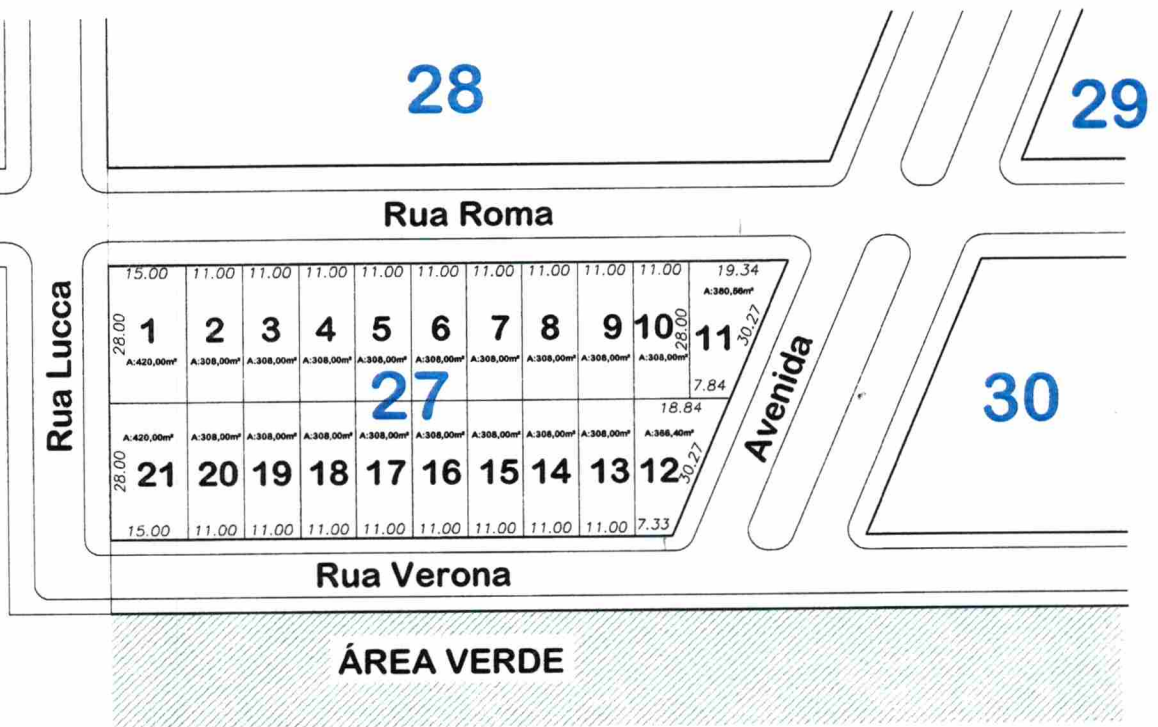 28
29
Rua Roma
15.00 11.00 11.00 11.00 11.00 11.00 11.00 11.00 11.00 11.00 19.34
A:380,56m²
28.00 1 2 3 4 5 6 7 8 9 10 28.00 11 30.27
A:420,00m² A:308,00m² A:308,00m² A:308,00m² A:308,00m² A:308,00m² A:308,00m² A:308,00m² A:308,00m² A:308,00m²
Rua Lucca
27
7.84
18.84
Avenida
30
A:420,00m² A:308,00m² A:308,00m² A:308,00m² A:308,00m² A:308,00m² A:308,00m² A:308,00m² A:308,00m² A:366,40m²
28.00 21 20 19 18 17 16 15 14 13 12 30.27
15.00 11.00 11.00 11.00 11.00 11.00 11.00 11.00 11.00 7.33
Rua Verona
ÁREA VERDE